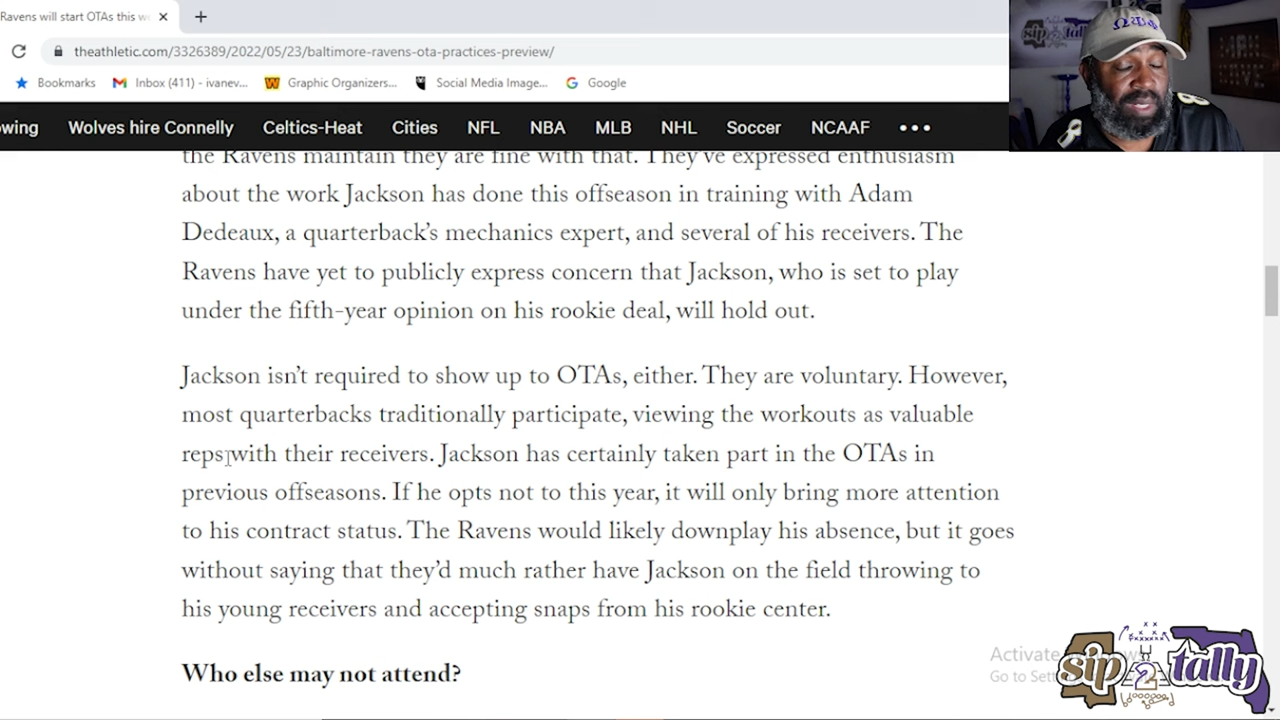 Ravens will start OTAs this w
theathletic.com/3326389/2022/05/23/baltimore-ravens-ota-practices-preview/
Bookmarks Inbox (411) - ivanev... Graphic Organizers... Social Media Image... Google
owing Wolves hire Connelly Celtics-Heat Cities NFL NBA MLB NHL Soccer NCAAF •••
the Ravens maintain they are fine with that. They've expressed enthusiasm
about the work Jackson has done this offseason in training with Adam
Dedeaux, a quarterback's mechanics expert, and several of his receivers. The
Ravens have yet to publicly express concern that Jackson, who is set to play
under the fifth-year opinion on his rookie deal, will hold out.
Jackson isn't required to show up to OTAs, either. They are voluntary. However,
most quarterbacks traditionally participate, viewing the workouts as valuable
reps with their receivers. Jackson has certainly taken part in the OTAs in
previous offseasons. If he opts not to this year, it will only bring more attention
to his contract status. The Ravens would likely downplay his absence, but it goes
without saying that they'd much rather have Jackson on the field throwing to
his young receivers and accepting snaps from his rookie center.
Who else may not attend?
ΩΨΦ
sip tally
Activate
Go to Sett
sip 2 tally